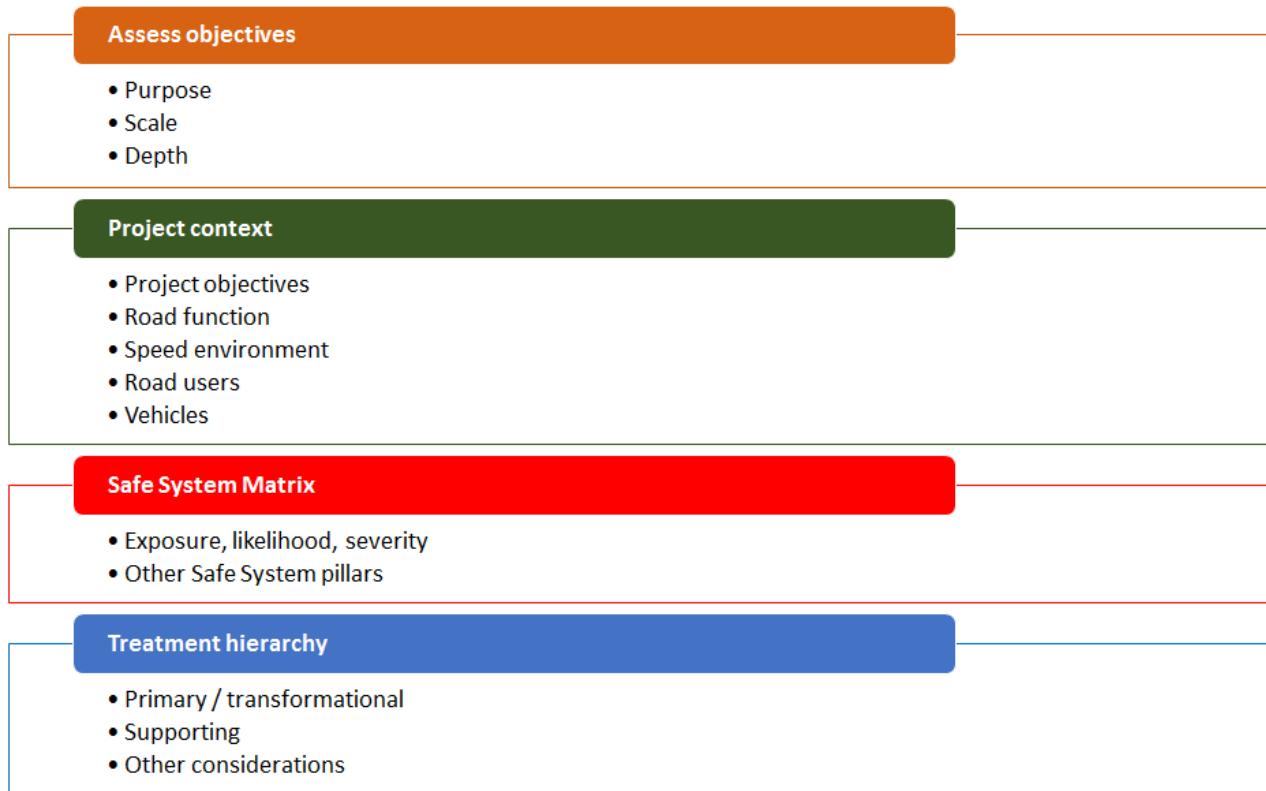 Assess objectives
• Purpose
• Scale
• Depth
Project context
• Project objectives
• Road function
• Speed environment
• Road users
• Vehicles
Safe System Matrix
• Exposure, likelihood, severity
• Other Safe System pillars
Treatment hierarchy
• Primary / transformational
• Supporting
• Other considerations